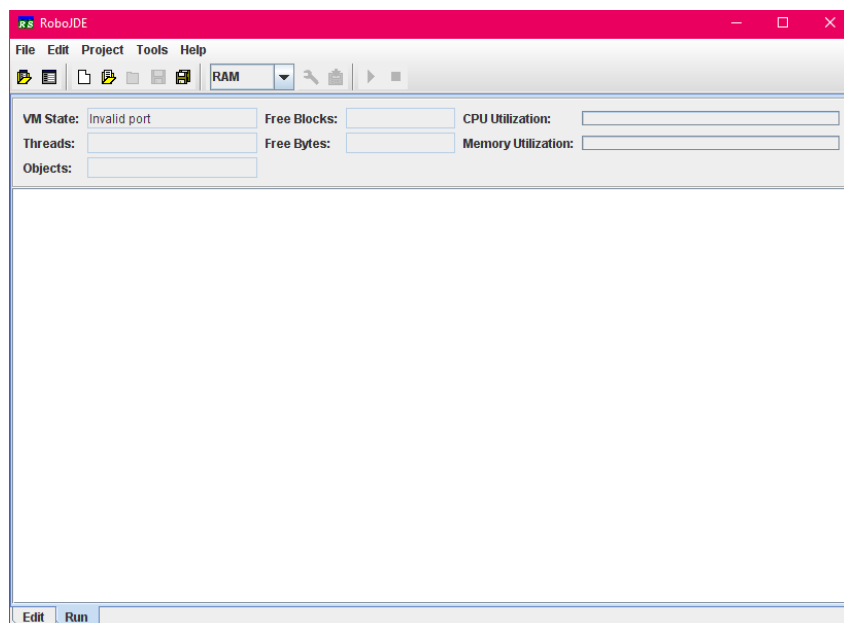 RS RoboJDE
File Edit Project Tools Help
RAM
VM State: Invalid port Free Blocks: CPU Utilization:
Threads: Free Bytes: Memory Utilization:
Objects:
Edit Run